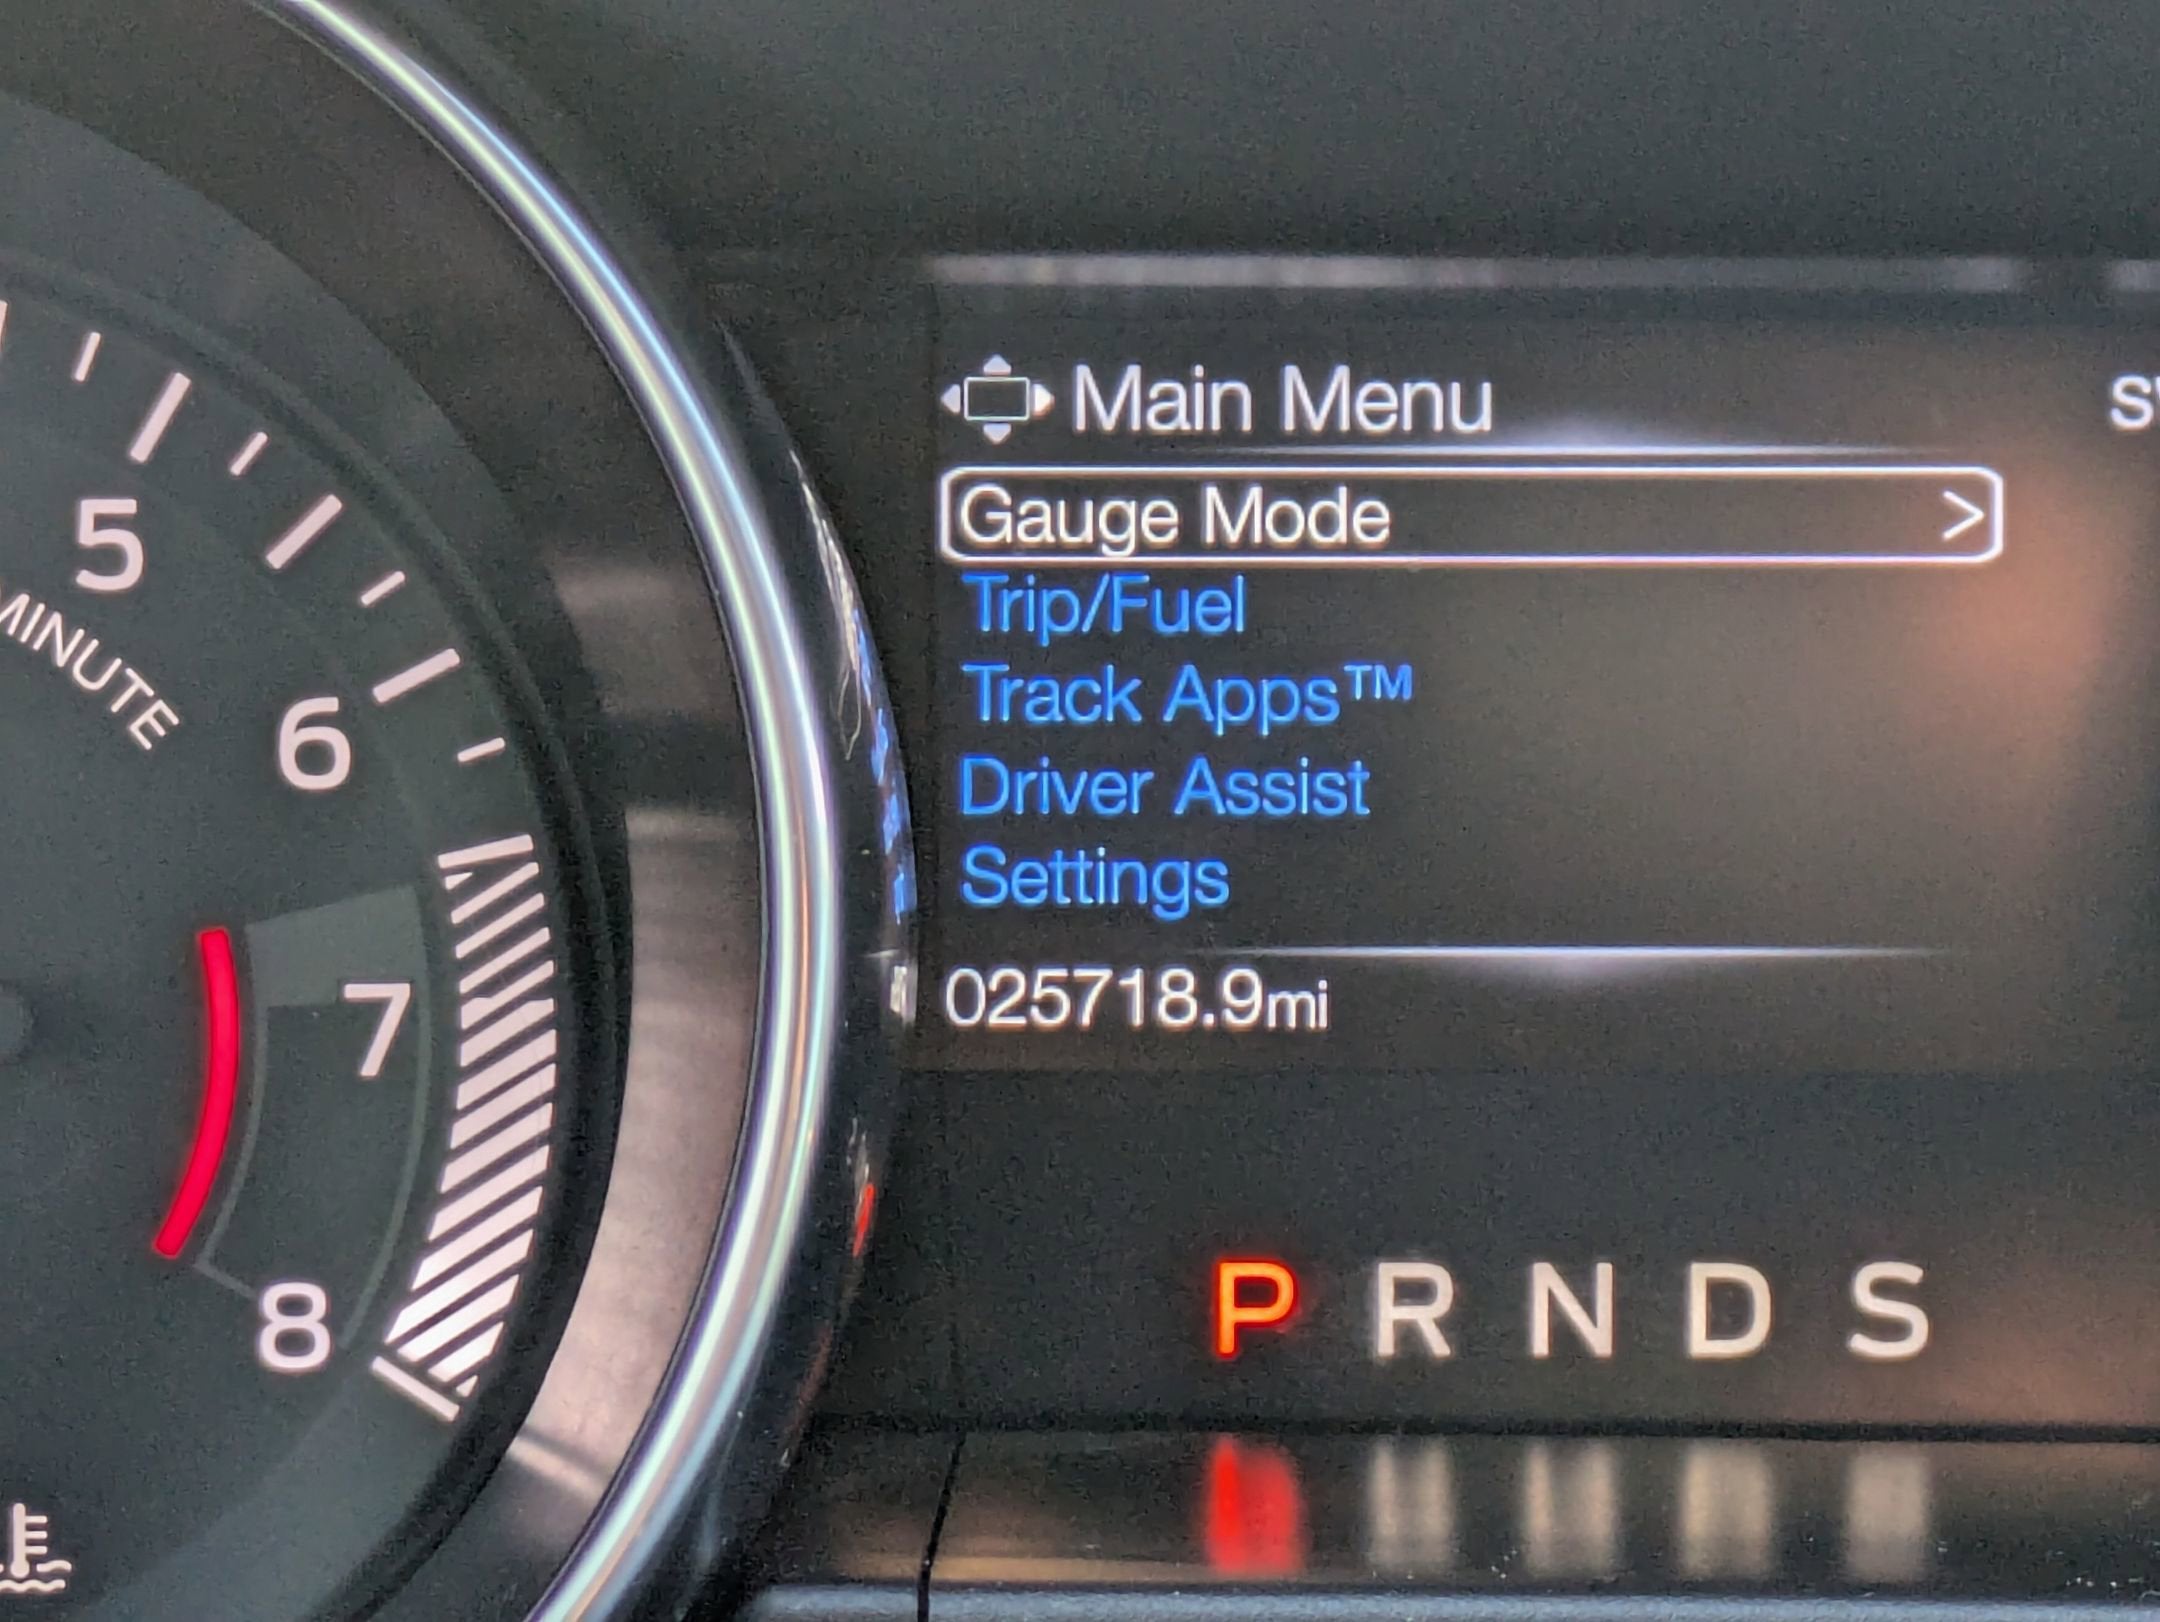 Main Menu
Gauge Mode >
Trip/Fuel
Track Apps™
Driver Assist
Settings
025718.9mi
P R N D S
5
MINUTE
6
7
8